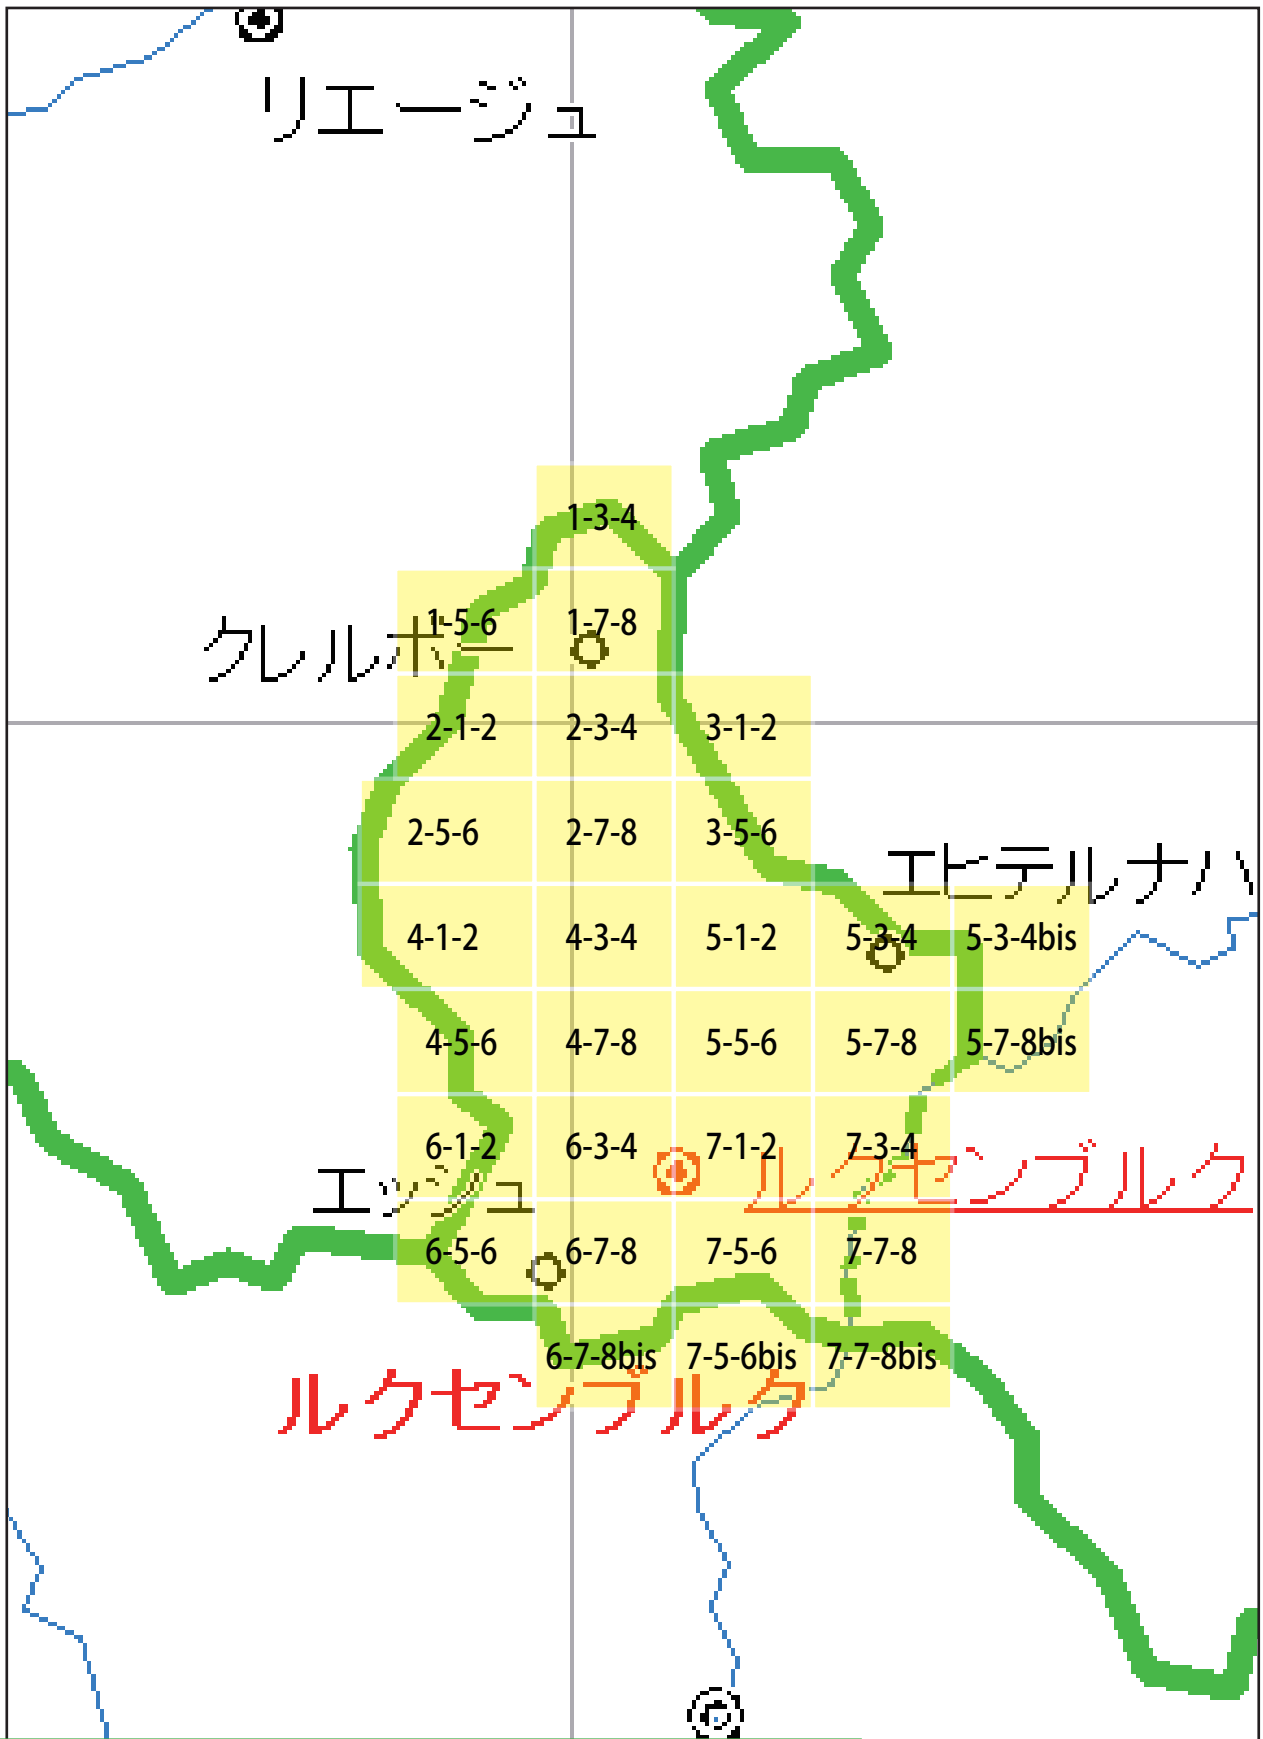 リエージュ
1-3-4
1-5-6 1-7-8
クレルボー
2-1-2 2-3-4 3-1-2
2-5-6 2-7-8 3-5-6
エヒテルナハ
4-1-2 4-3-4 5-1-2 5-3-4 5-3-4bis
4-5-6 4-7-8 5-5-6 5-7-8 5-7-8bis
6-1-2 6-3-4 7-1-2 7-3-4
エッシュ ルクセンブルク
6-5-6 6-7-8 7-5-6 7-7-8
6-7-8bis 7-5-6bis 7-7-8bis
ルクセンブルク